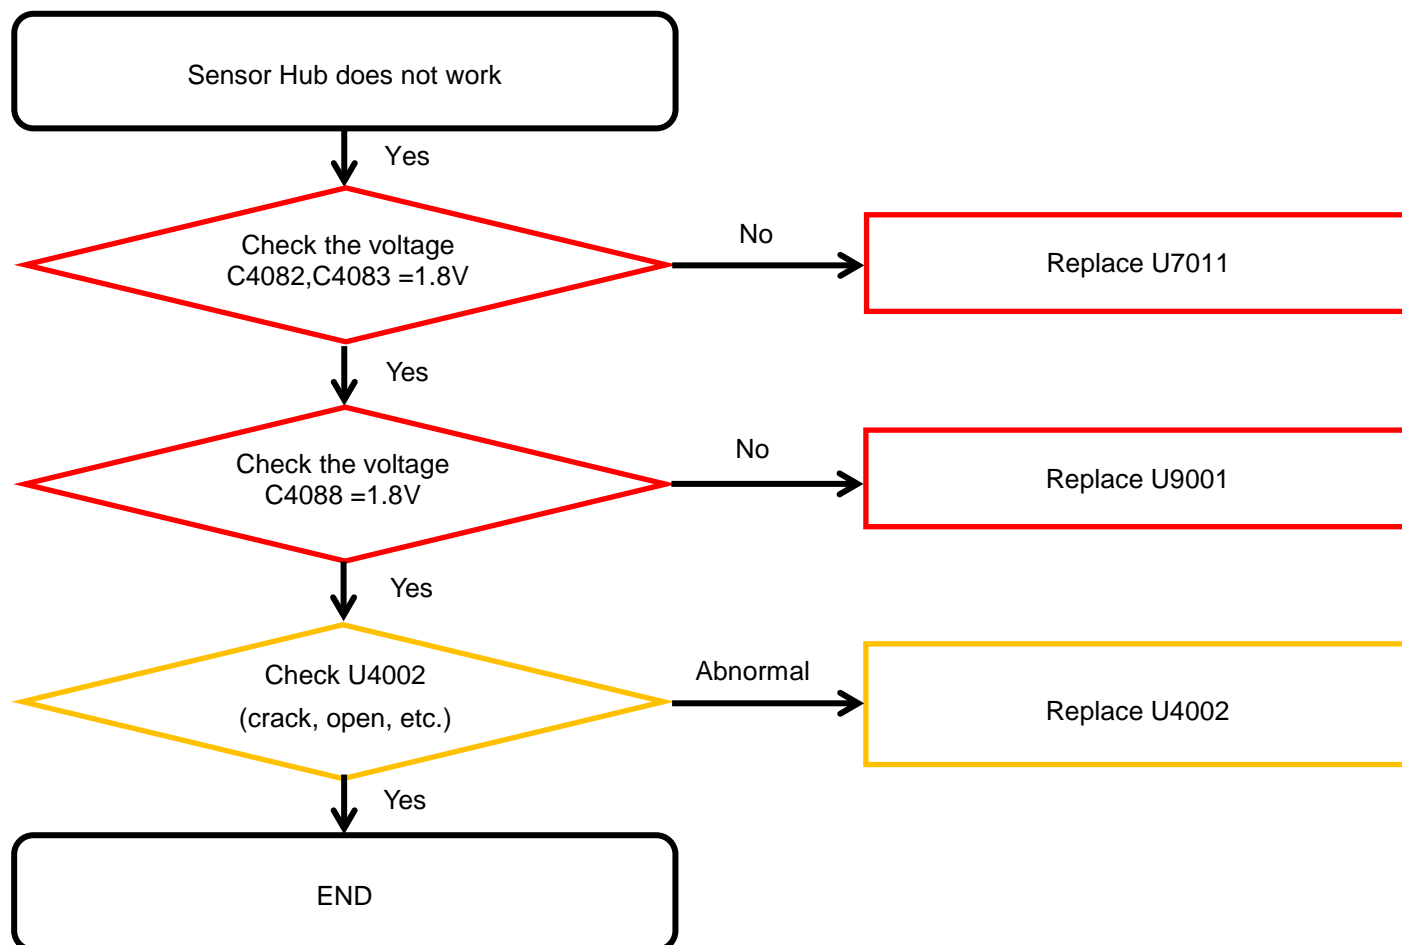 Sensor Hub does not work
Yes
Check the voltage
C4082,C4083 =1.8V
No
Replace U7011
Yes
Check the voltage
C4088 =1.8V
No
Replace U9001
Yes
Check U4002
(crack, open, etc.)
Abnormal
Replace U4002
Yes
END